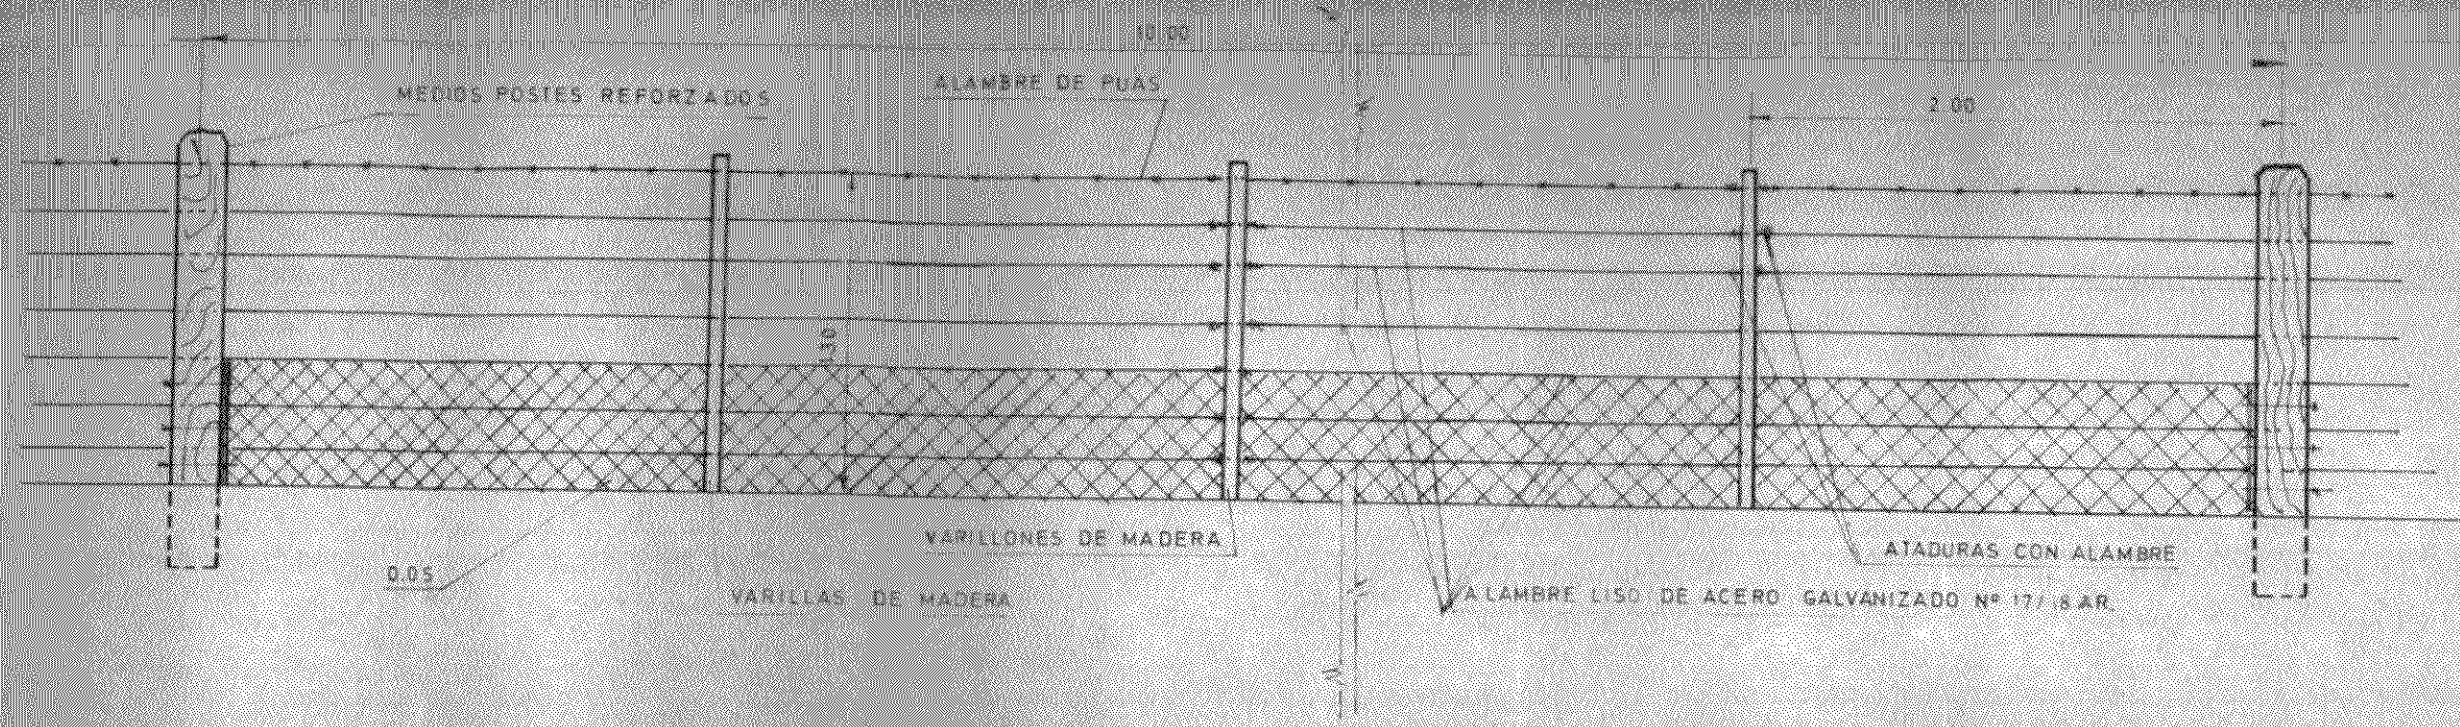 10.00
ALAMBRE DE PUAS
MEDIOS POSTES REFORZADOS
2.00
VARILLONES DE MADERA
ATADURAS CON ALAMBRE
0.05
VARILLAS DE MADERA
ALAMBRE LISO DE ACERO GALVANIZADO Nº 17/ AR.